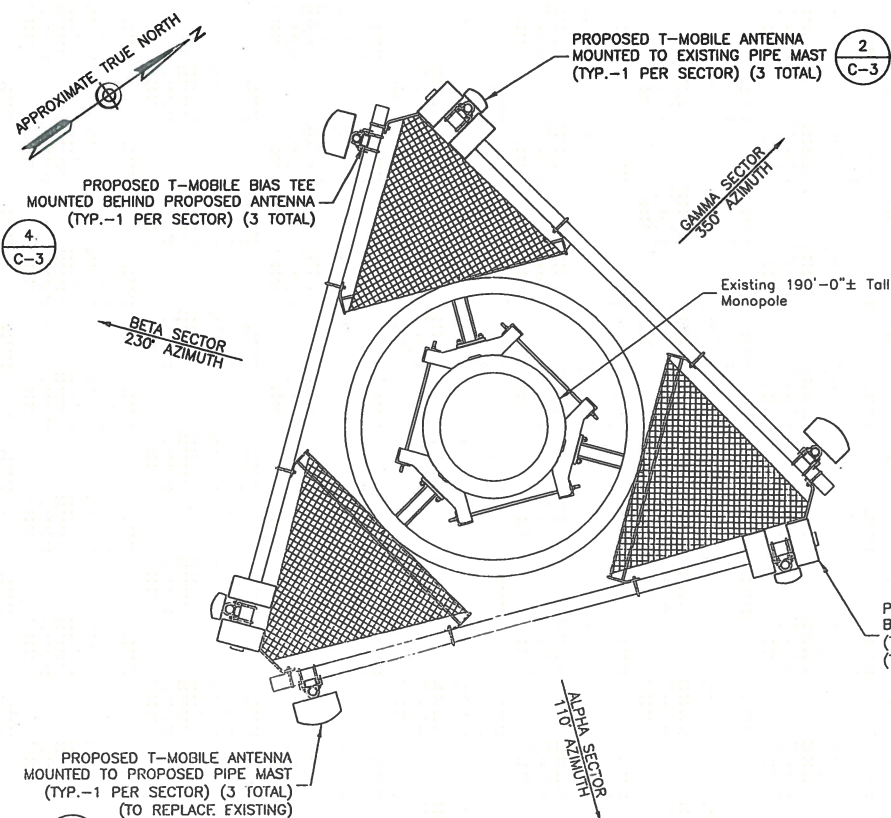 APPROXIMATE TRUE NORTH
N
PROPOSED T-MOBILE ANTENNA
MOUNTED TO EXISTING PIPE MAST
(TYP.-1 PER SECTOR) (3 TOTAL)
2
C-3
PROPOSED T-MOBILE BIAS TEE
MOUNTED BEHIND PROPOSED ANTENNA
(TYP.-1 PER SECTOR) (3 TOTAL)
4
C-3
GAMMA SECTOR
350° AZIMUTH
Existing 190'-0"± Tall
Monopole
BETA SECTOR
230° AZIMUTH
P
B
(
(
ALPHA SECTOR
110° AZIMUTH
PROPOSED T-MOBILE ANTENNA
MOUNTED TO PROPOSED PIPE MAST
(TYP.-1 PER SECTOR) (3 TOTAL)
(TO REPLACE EXISTING)